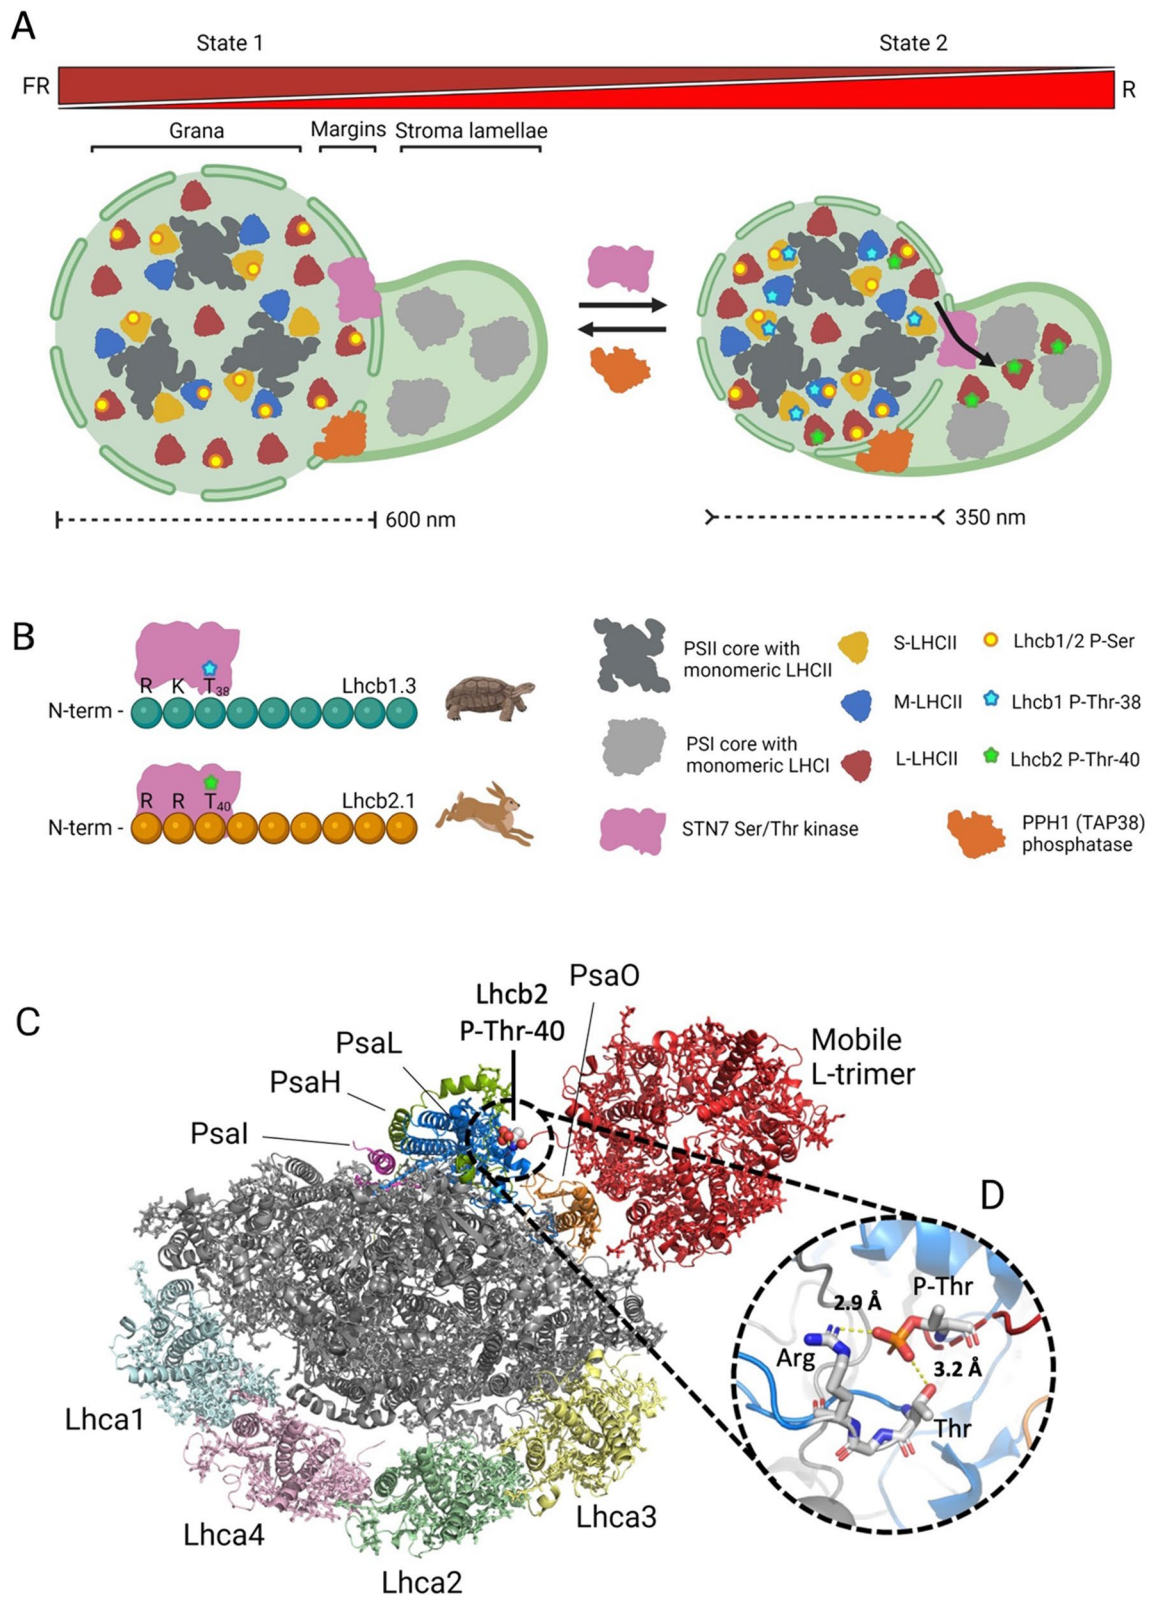 A
State 1
State 2
FR
R
Grana
Margins
Stroma lamellae
600 nm
350 nm
B
R K T38
Lhcb1.3
N-term -
R R T40
Lhcb2.1
N-term -
PSII core with
monomeric LHCII
PSI core with
monomeric LHCI
STN7 Ser/Thr kinase
S-LHCII
M-LHCII
L-LHCII
Lhcb1/2 P-Ser
Lhcb1 P-Thr-38
Lhcb2 P-Thr-40
PPH1 (TAP38)
phosphatase
C
PsaO
Lhcb2
P-Thr-40
PsaL
PsaH
PsaI
Mobile
L-trimer
D
P-Thr
2.9 Å
Arg
3.2 Å
Thr
Lhca1
Lhca4
Lhca2
Lhca3